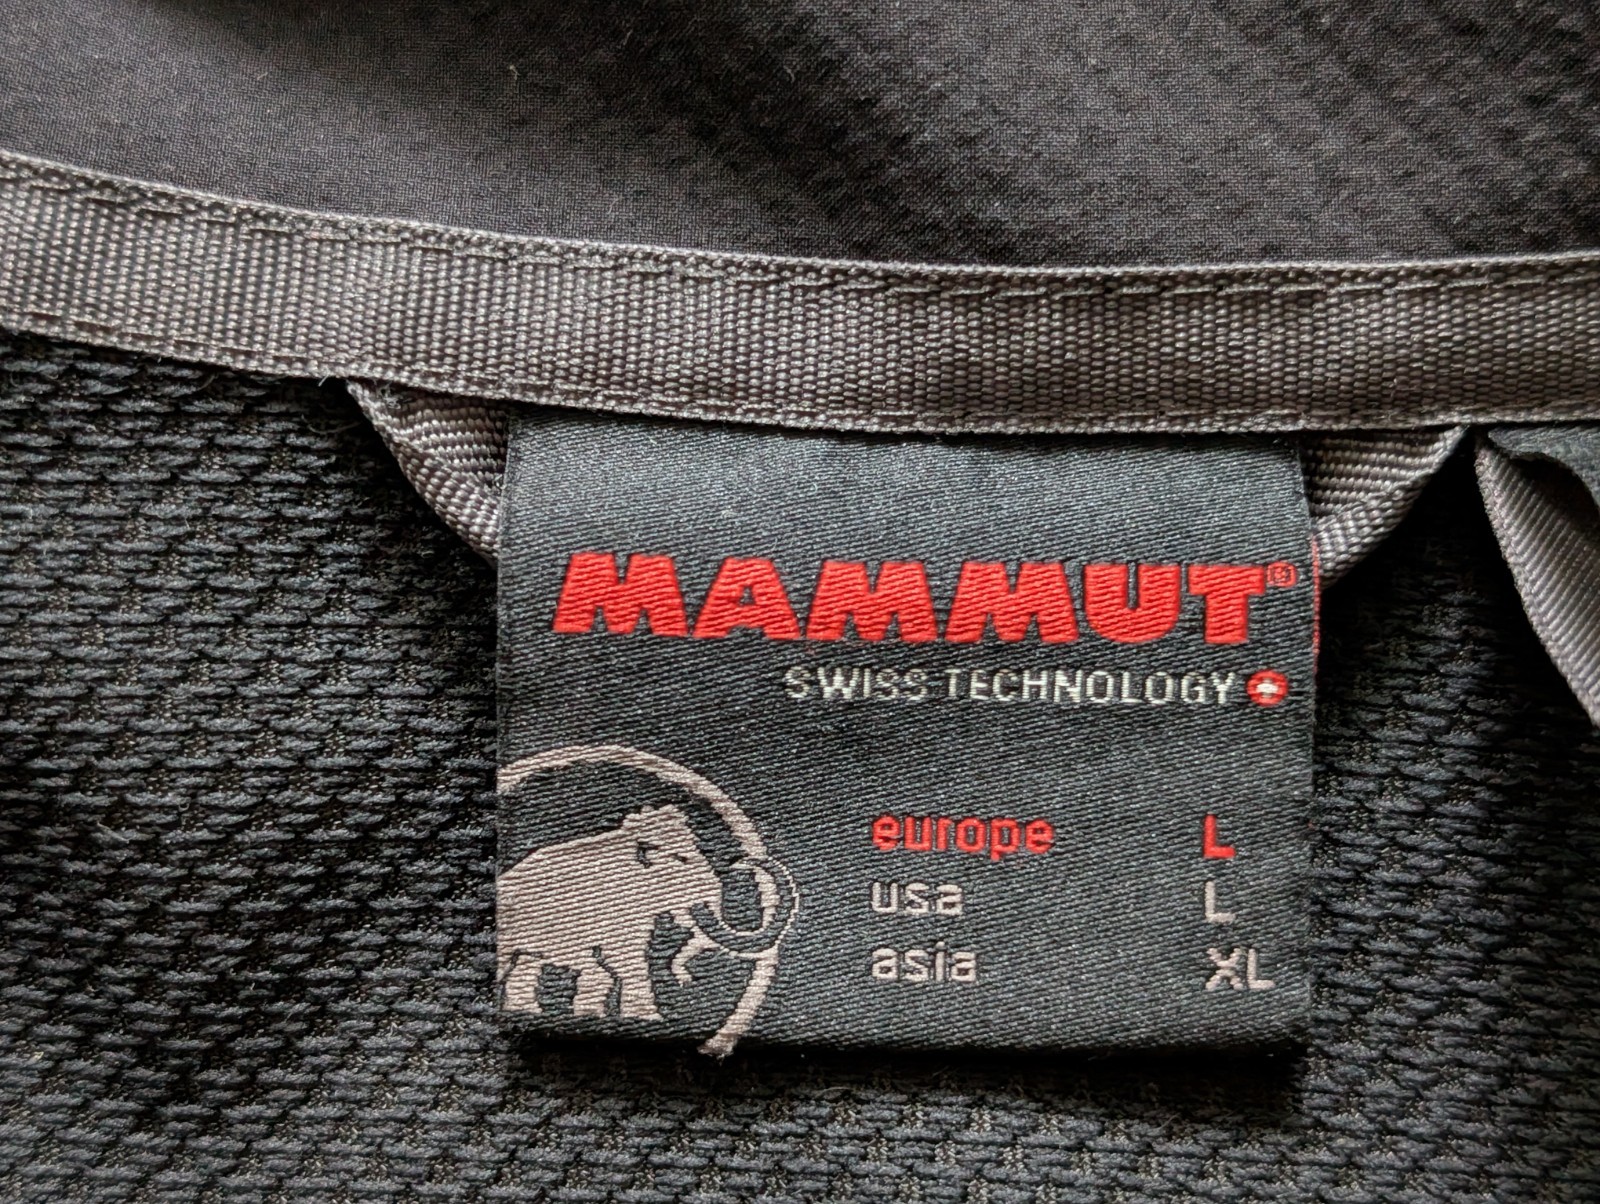 MAMMUT®
SWISS TECHNOLOGY
europe L
usa L
asia XL